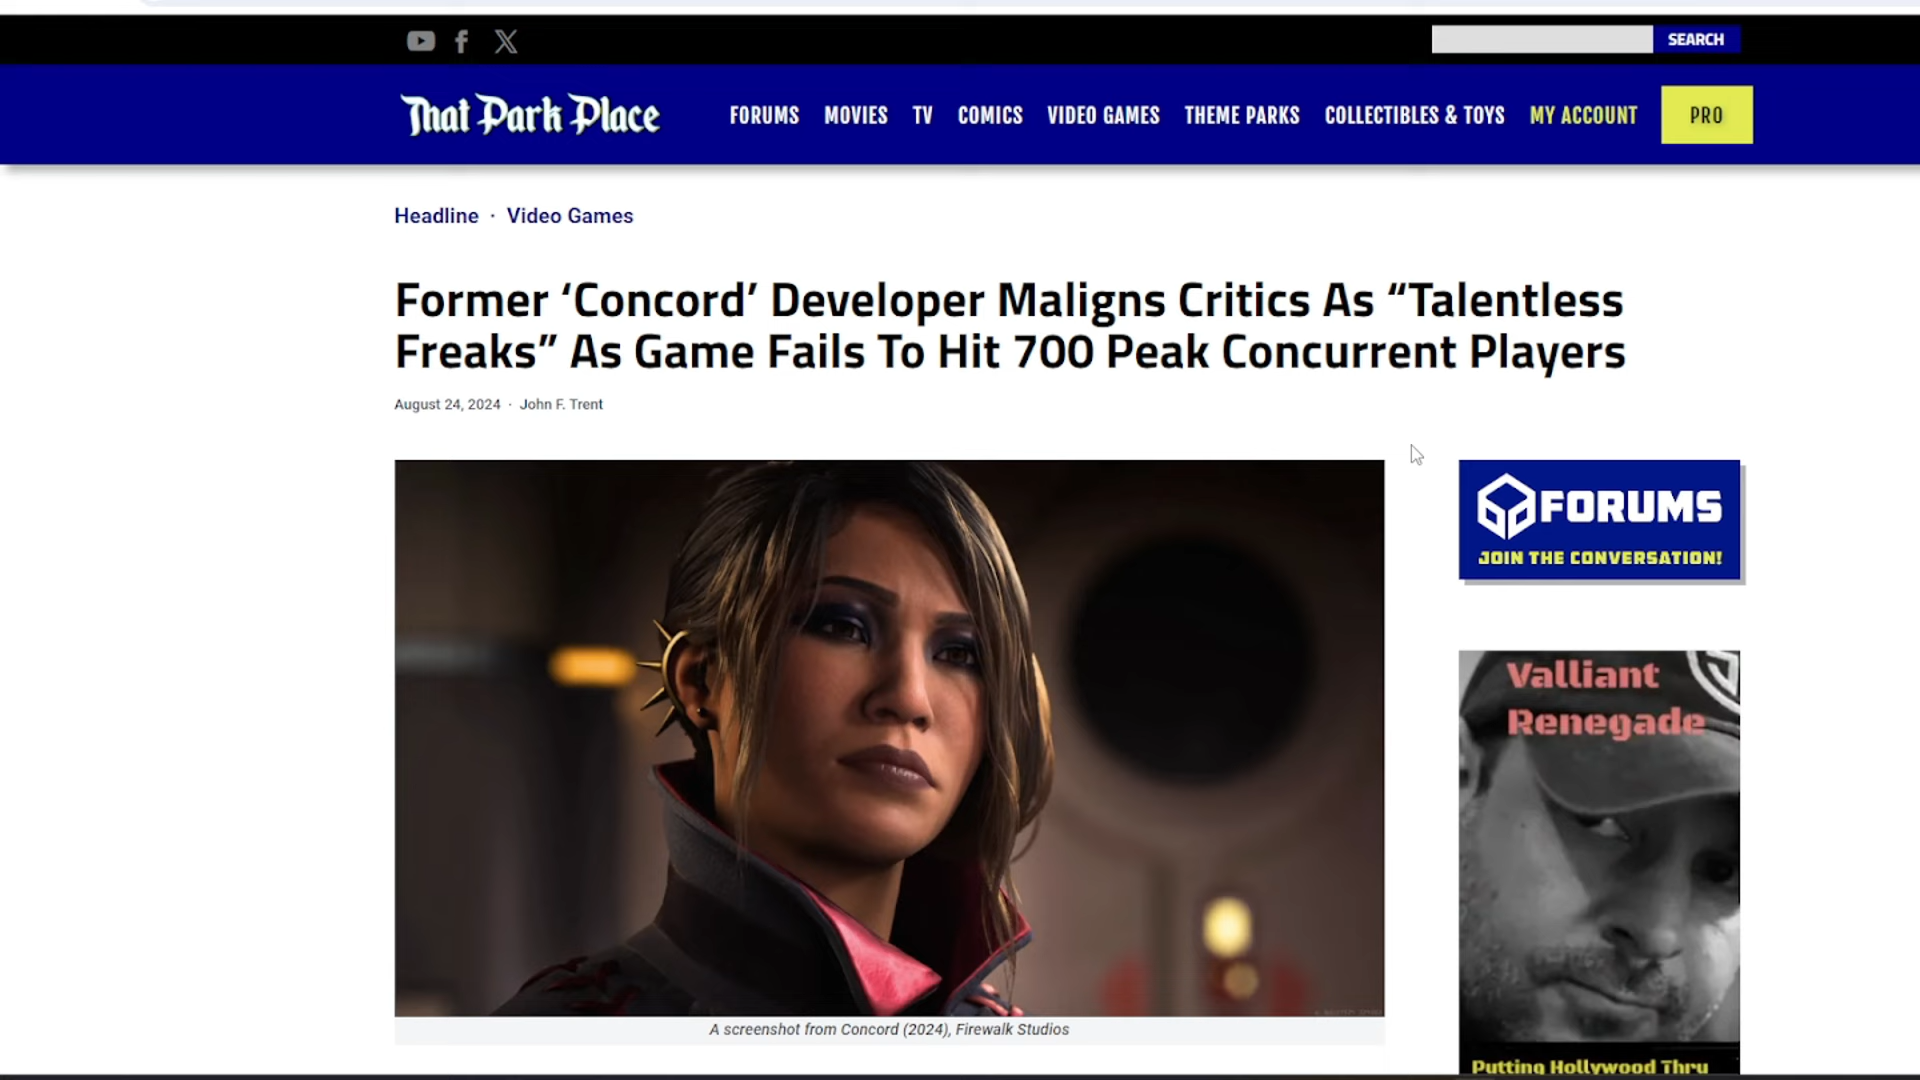 SEARCH
That Park Place
FORUMS MOVIES TV COMICS VIDEO GAMES THEME PARKS COLLECTIBLES & TOYS MY ACCOUNT PRO
Headline · Video Games
Former ‘Concord’ Developer Maligns Critics As “Talentless
Freaks” As Game Fails To Hit 700 Peak Concurrent Players
August 24, 2024 · John F. Trent
FORUMS
JOIN THE CONVERSATION!
Valliant
Renegade
A screenshot from Concord (2024), Firewalk Studios
Putting Hollywood Thru